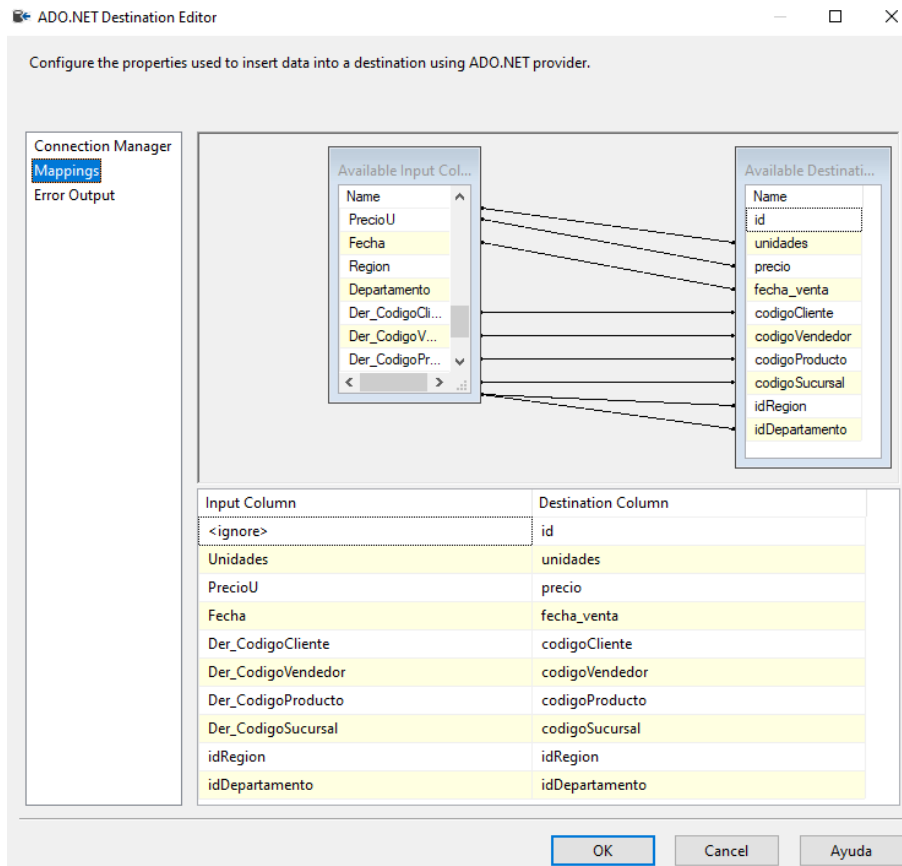 ADO.NET Destination Editor
Configure the properties used to insert data into a destination using ADO.NET provider.
Connection Manager
Mappings
Error Output
Available Input Col...
Name
PrecioU
Fecha
Region
Departamento
Der_CodigoCli...
Der_CodigoV...
Der_CodigoPr...
Available Destinati...
Name
id
unidades
precio
fecha_venta
codigoCliente
codigoVendedor
codigoProducto
codigoSucursal
idRegion
idDepartamento
Input Column Destination Column
<ignore> id
Unidades unidades
PrecioU precio
Fecha fecha_venta
Der_CodigoCliente codigoCliente
Der_CodigoVendedor codigoVendedor
Der_CodigoProducto codigoProducto
Der_CodigoSucursal codigoSucursal
idRegion idRegion
idDepartamento idDepartamento
OK Cancel Ayuda